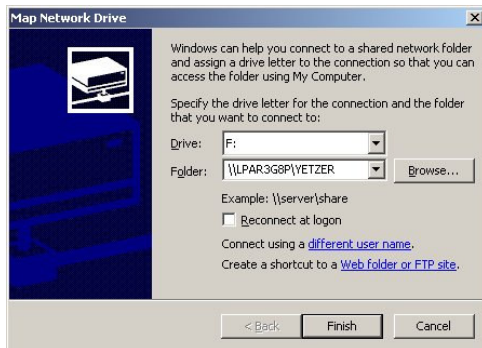 Map Network Drive
Windows can help you connect to a shared network folder
and assign a drive letter to the connection so that you can
access the folder using My Computer.
Specify the drive letter for the connection and the folder
that you want to connect to:
Drive: F:
Folder: \\LPAR3G8P\YETZER Browse...
Example: \\server\share
Reconnect at logon
Connect using a different user name.
Create a shortcut to a Web folder or FTP site.
< Back Finish Cancel